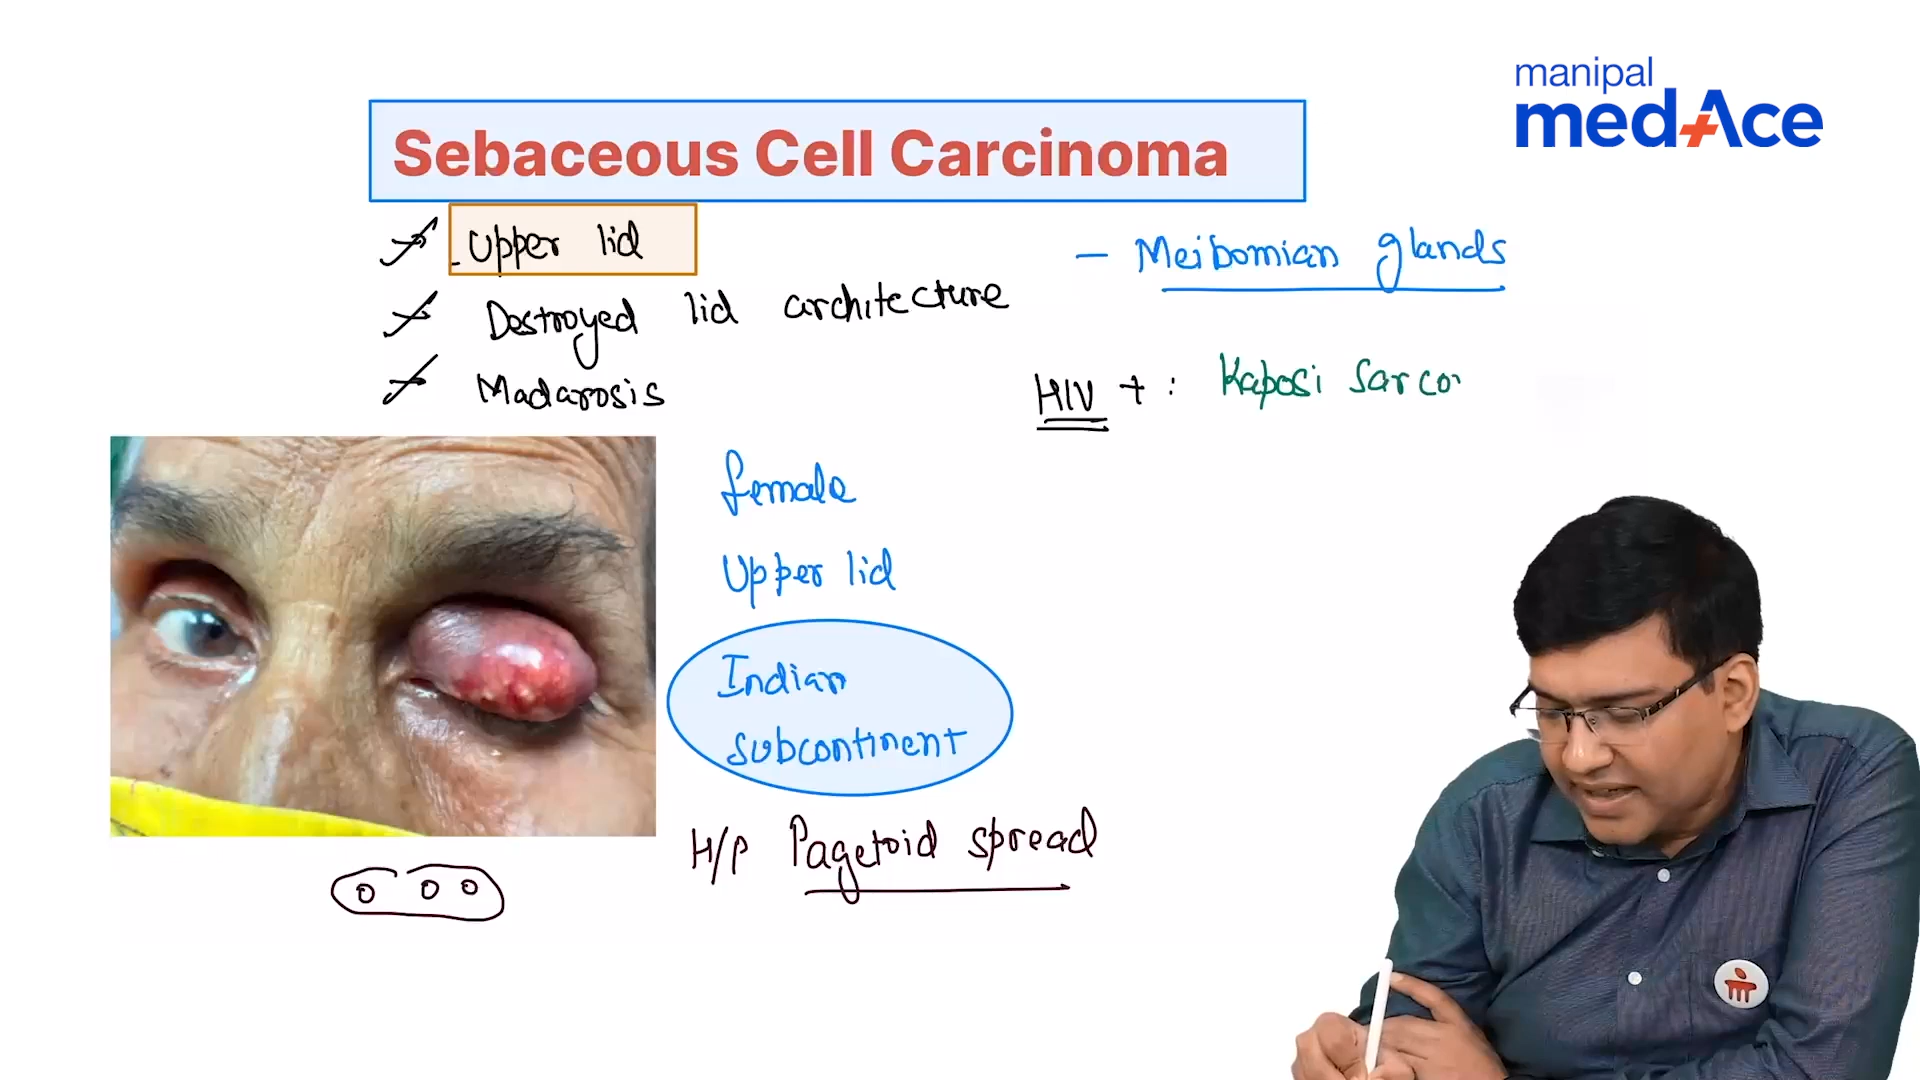 manipal
medAce
Sebaceous Cell Carcinoma
Upper lid
- Meibomian glands
Destroyed lid architecture
Madarosis
HIV + : Kaposi Sarco
female
Upper lid
Indian
subcontinent
H/P Pagetoid spread